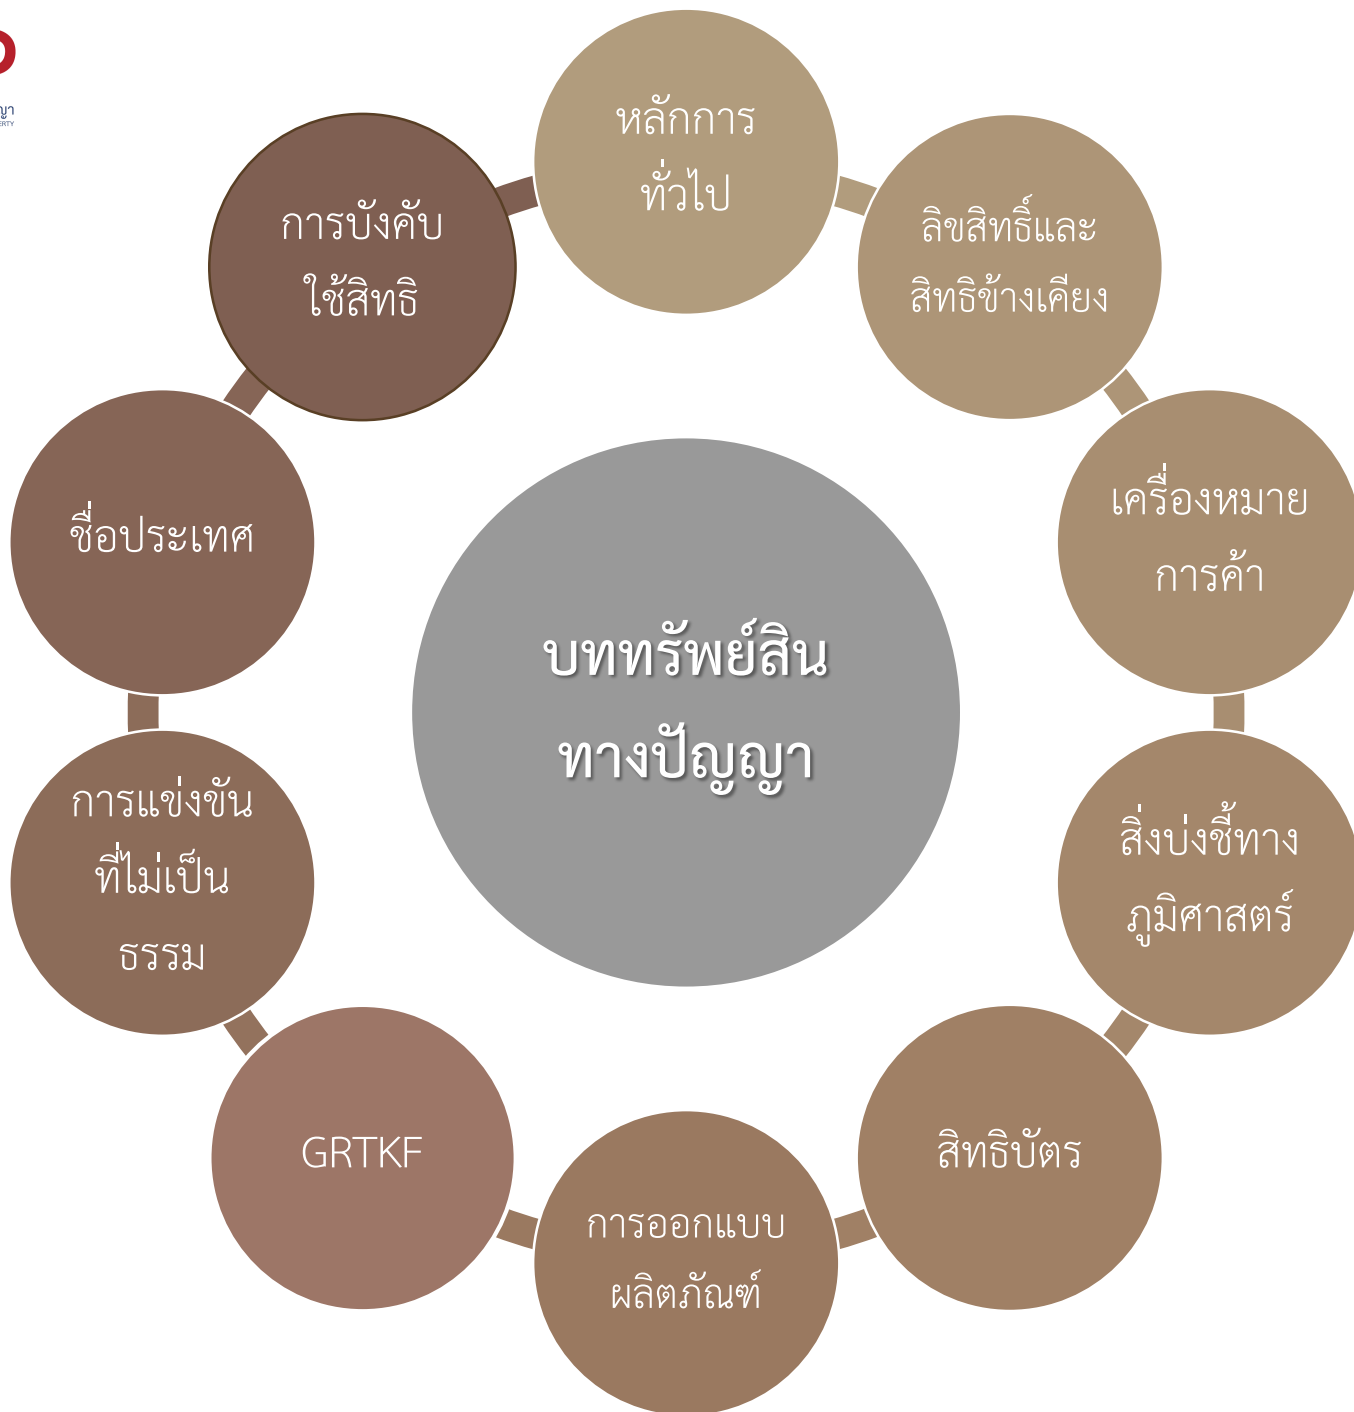 หลักการ
ทั่วไป
ลิขสิทธิ์และ
สิทธิข้างเคียง
เครื่องหมาย
การค้า
สิ่งบ่งชี้ทาง
ภูมิศาสตร์
สิทธิบัตร
การออกแบบ
ผลิตภัณฑ์
GRTKF
การแข่งขัน
ที่ไม่เป็น
ธรรม
ชื่อประเทศ
การบังคับ
ใช้สิทธิ
บททรัพย์สิน
ทางปัญญา